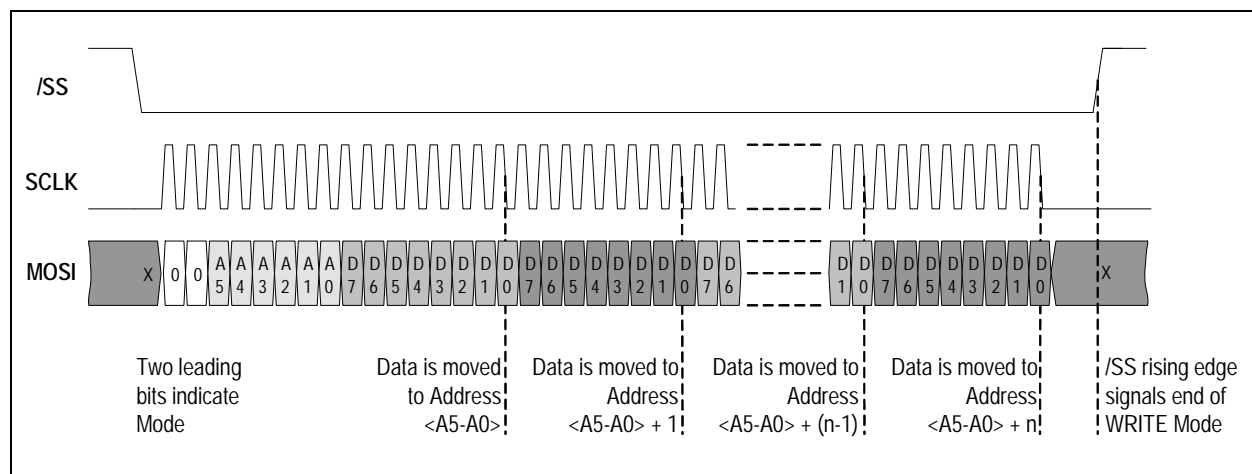 /SS
SCLK
MOSI
X 0 0 A5 A4 A3 A2 A1 A0 D7 D6 D5 D4 D3 D2 D1 D0 D7 D6 D5 D4 D3 D2 D1 D0 D7 D6 D1 D0 D7 D6 D5 D4 D3 D2 D1 D0 X
Two leading
bits indicate
Mode
Data is moved
to Address
<A5-A0>
Data is moved to
Address
<A5-A0> + 1
Data is moved to
Address
<A5-A0> + (n-1)
Data is moved to
Address
<A5-A0> + n
/SS rising edge
signals end of
WRITE Mode